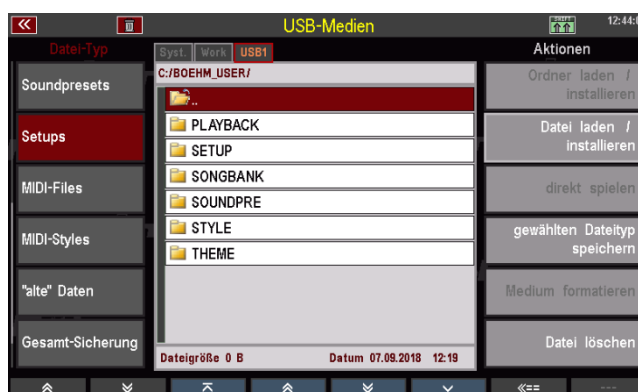 USB-Medien
12:44:
Datei-Typ
Syst. Work USB1
Aktionen
C:/BOEHM_USER/
Soundpresets
Setups
MIDI-Files
MIDI-Styles
"alte" Daten
Gesamt-Sicherung
..
PLAYBACK
SETUP
SONGBANK
SOUNDPRE
STYLE
THEME
Dateigröße 0 B Datum 07.09.2018 12:19
Ordner laden /
installieren
Datei laden /
installieren
direkt spielen
gewählten Dateityp
speichern
Medium formatieren
Datei löschen
«==
---